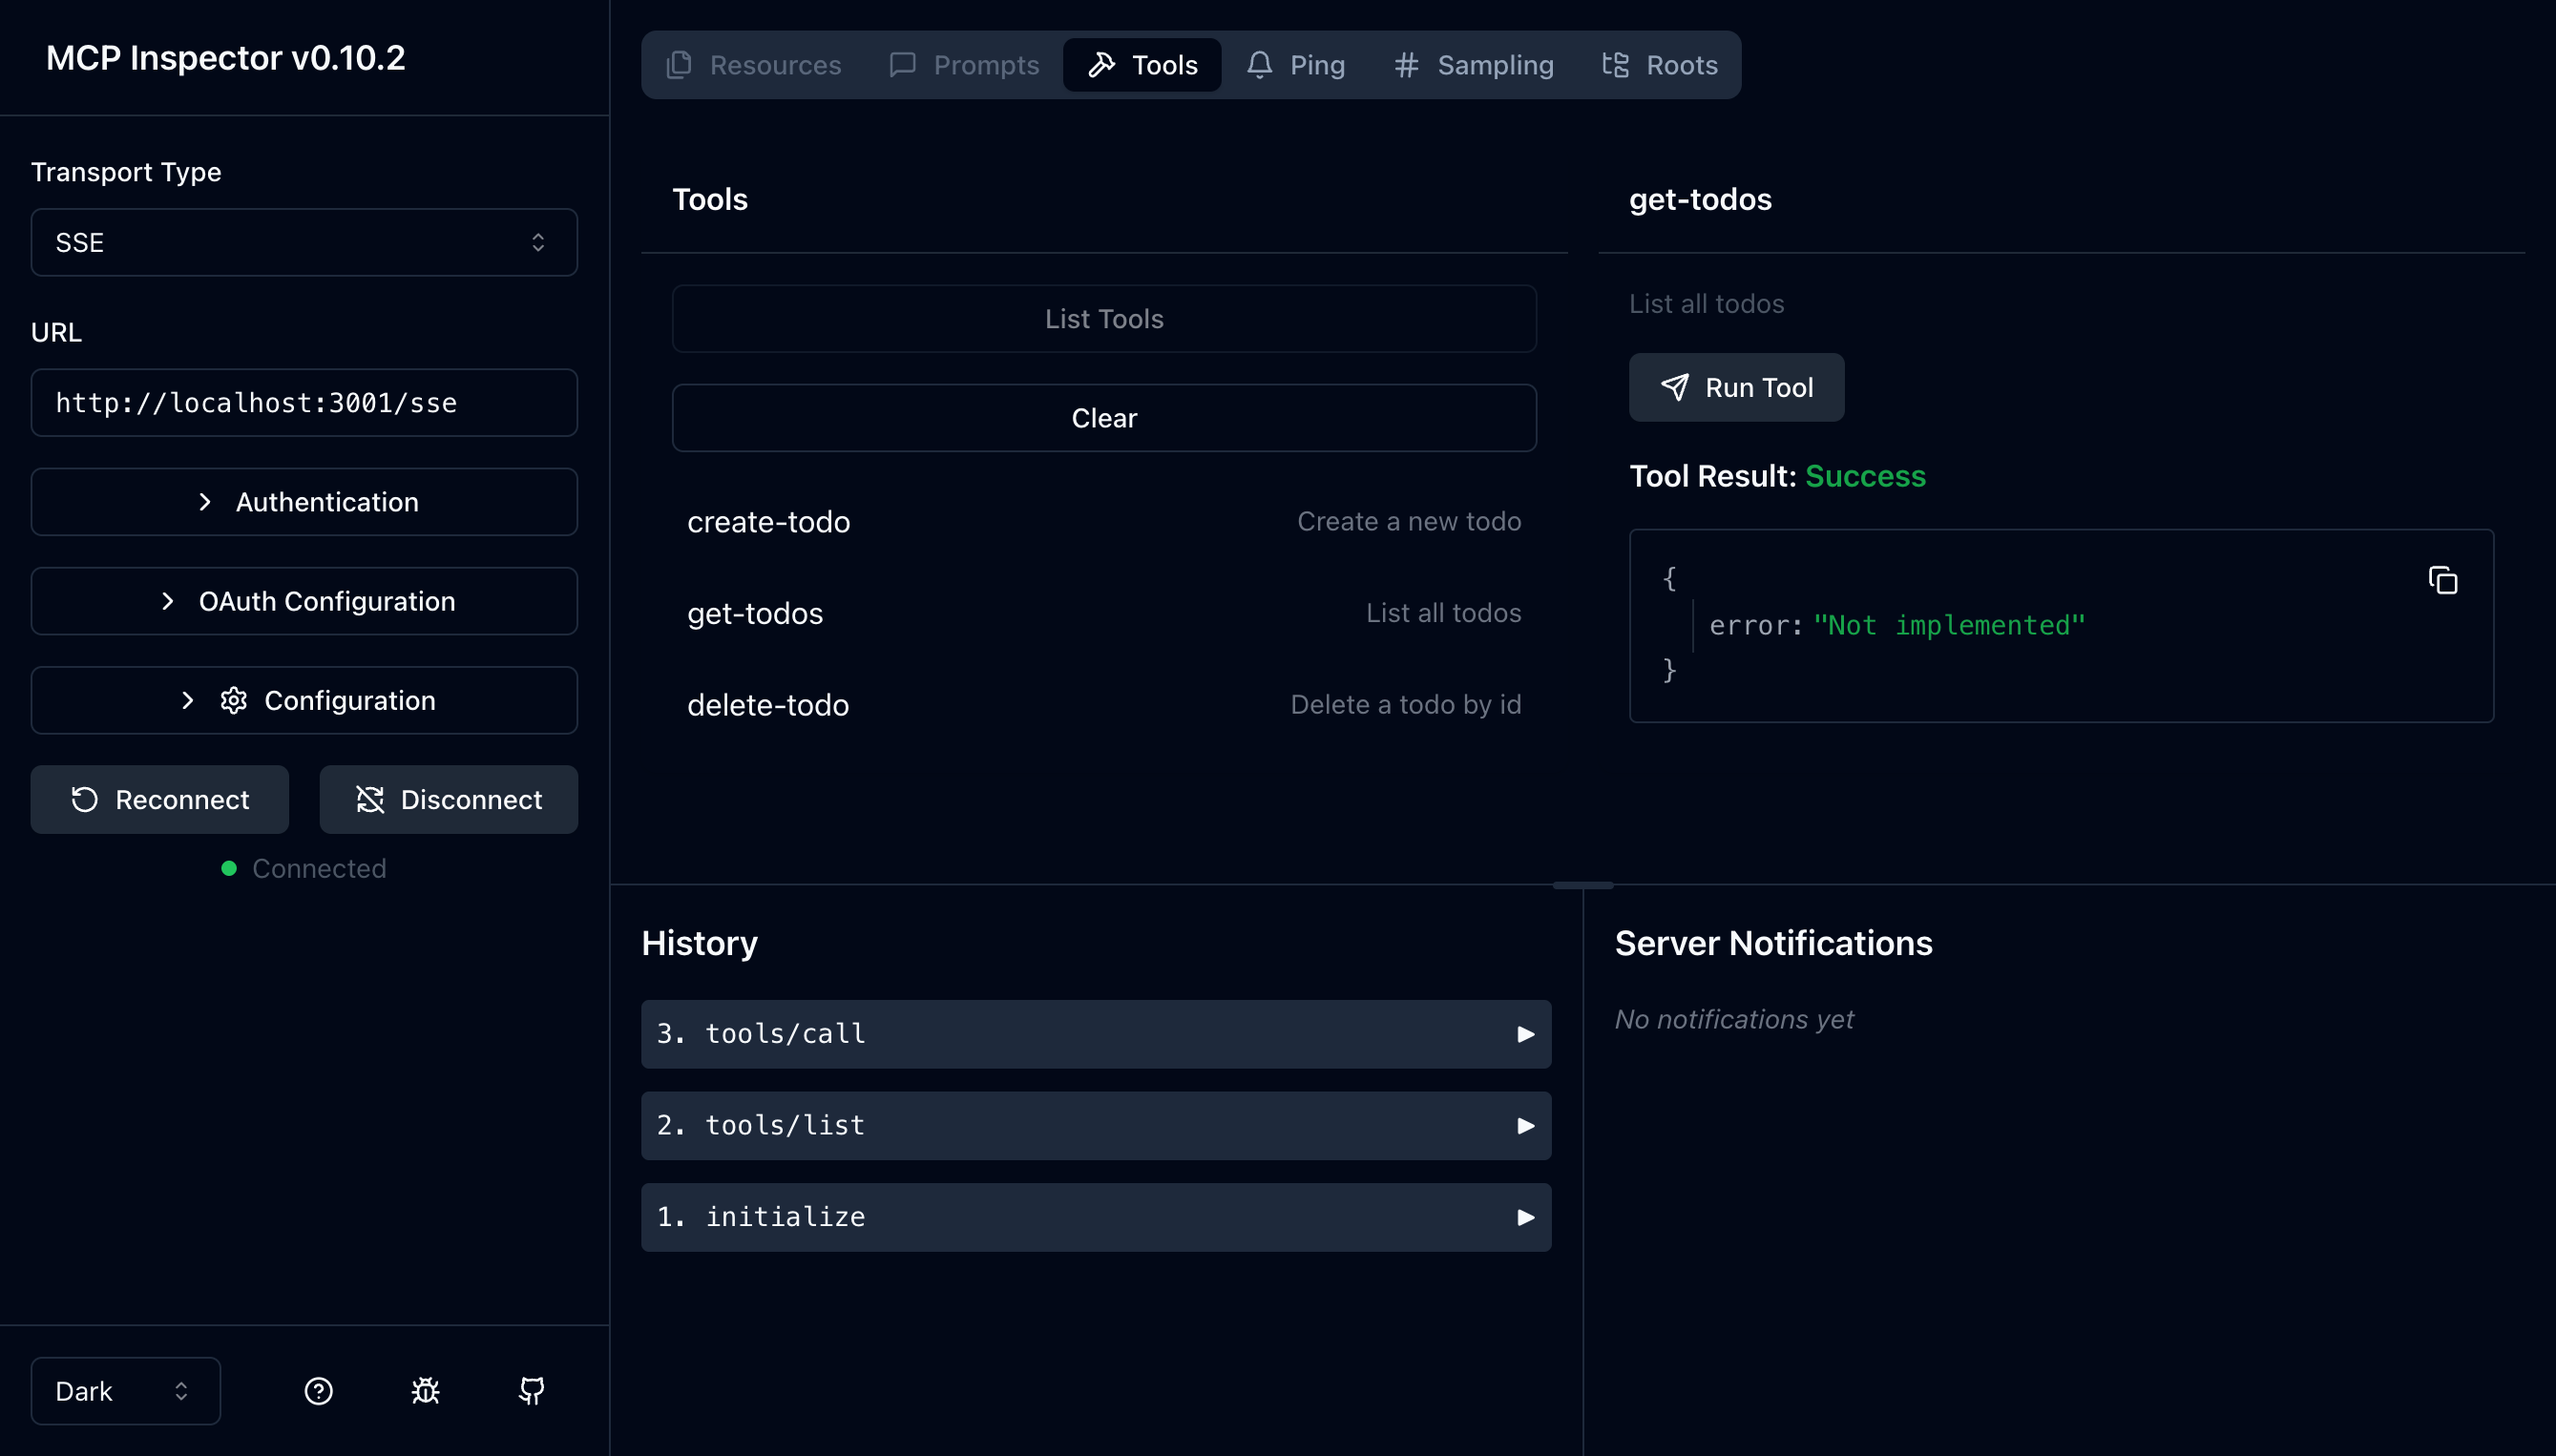 MCP Inspector v0.10.2
Transport Type
SSE
URL
http://localhost:3001/sse
Authentication
OAuth Configuration
Configuration
Reconnect
Disconnect
Connected
Dark
Resources
Prompts
Tools
Ping
Sampling
Roots
Tools
List Tools
Clear
create-todo
Create a new todo
get-todos
List all todos
delete-todo
Delete a todo by id
get-todos
List all todos
Run Tool
Tool Result: Success
{
error: "Not implemented"
}
History
3. tools/call
2. tools/list
1. initialize
Server Notifications
No notifications yet